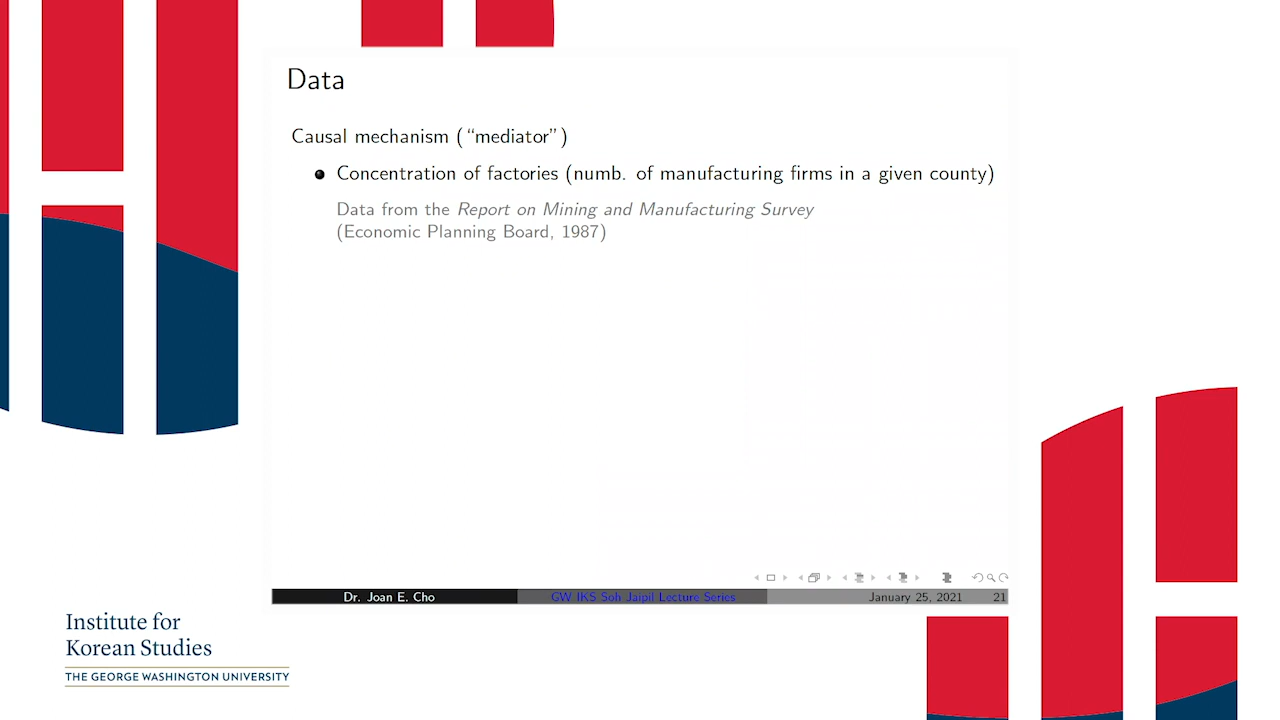 Data
Causal mechanism (“mediator”)
Concentration of factories (numb. of manufacturing firms in a given county)
Data from the Report on Mining and Manufacturing Survey
(Economic Planning Board, 1987)
Dr. Joan E. Cho
GW IKS Soh Jaipil Lecture Series
January 25, 2021
21
Institute for
Korean Studies
THE GEORGE WASHINGTON UNIVERSITY